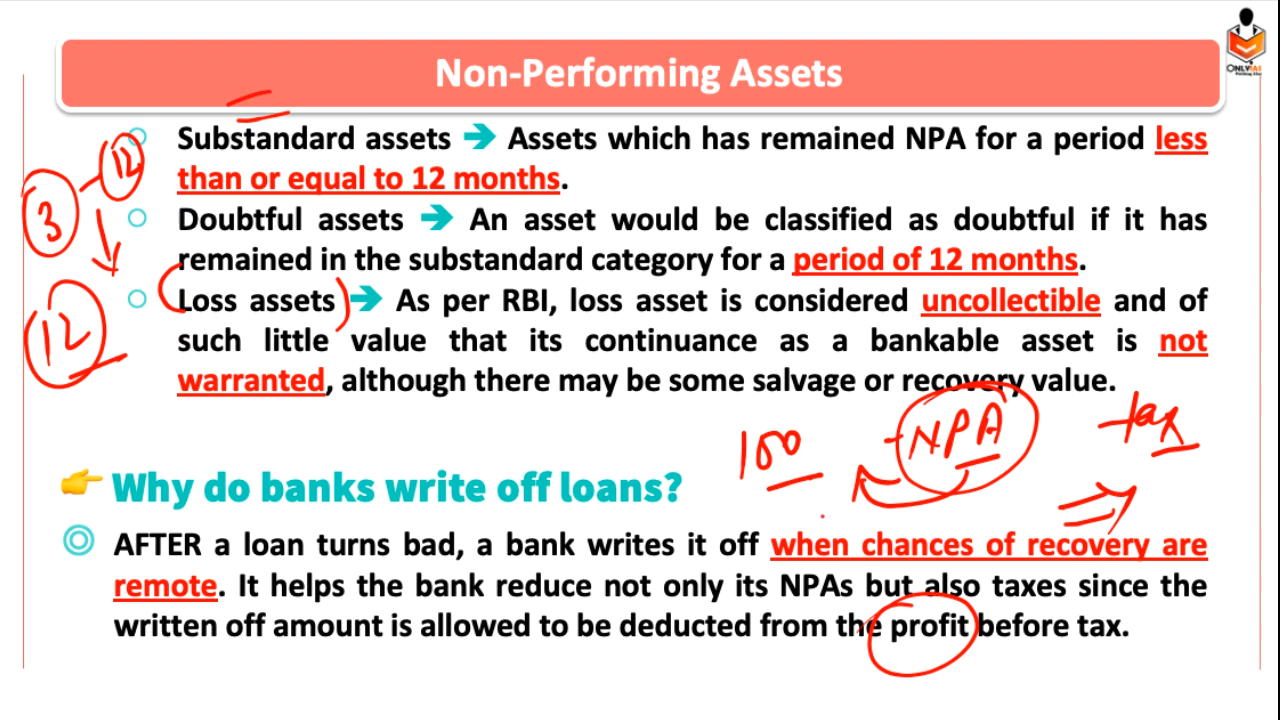 Non-Performing Assets
ONLYIAS
Substandard assets ➔ Assets which has remained NPA for a period less
than or equal to 12 months.
Doubtful assets ➔ An asset would be classified as doubtful if it has
remained in the substandard category for a period of 12 months.
Loss assets ➔ As per RBI, loss asset is considered uncollectible and of
such little value that its continuance as a bankable asset is not
warranted, although there may be some salvage or recovery value.
3 - 12
12
100
-NPA
tax
Why do banks write off loans?
AFTER a loan turns bad, a bank writes it off when chances of recovery are
remote. It helps the bank reduce not only its NPAs but also taxes since the
written off amount is allowed to be deducted from the profit before tax.